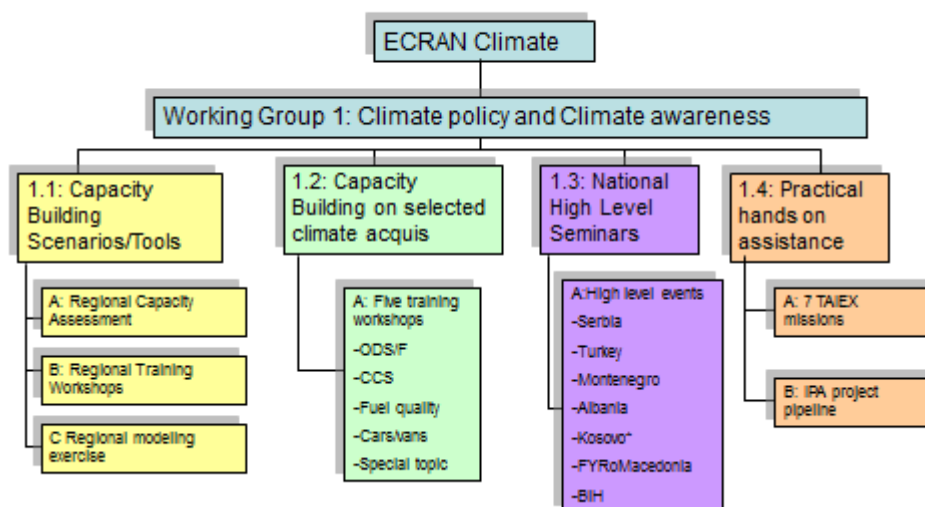 ECRAN Climate
Working Group 1: Climate policy and Climate awareness
1.1: Capacity
Building
Scenarios/Tools
A: Regional Capacity
Assessment
B: Regional Training
Workshops
C Regional modeling
exercise
1.2: Capacity
Building on selected
climate acquis
A: Five training
workshops
-ODS/F
-CCS
-Fuel quality
-Cars/vans
-Special topic
1.3: National
High Level
Seminars
A:High level events
-Serbia
-Turkey
-Montenegro
-Albania
-Kosovo*
-FYRoMacedonia
-BIH
1.4: Practical
hands on
assistance
A: 7 TAIEX
missions
B: IPA project
pipeline